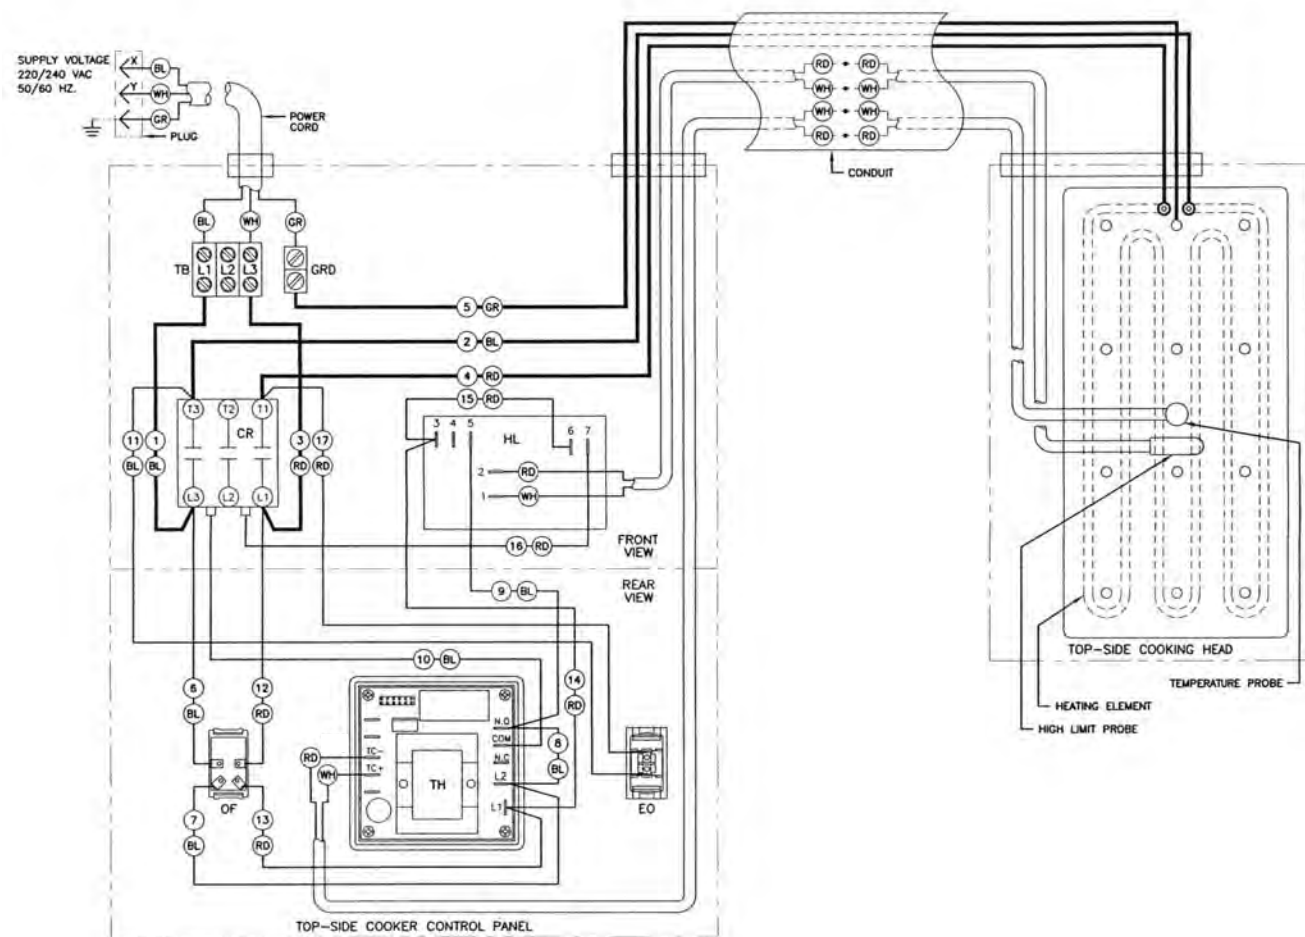 SUPPLY VOLTAGE
220/240 VAC
50/60 HZ.
X
BL
Y
WH
GR
PLUG
POWER
CORD
RD RD
WH WH
WH WH
RD RD
CONDUIT
BL
WH
GR
TB
L1
L2
L3
GRD
5 GR
2 BL
4 RD
15 RD
T3
T2
T1
CR
L3
L2
L1
11
BL
1
BL
3
RD
17
RD
3
4
5
6
7
HL
2
RD
1
WH
16 RD
FRONT
VIEW
REAR
VIEW
9 BL
10 BL
6
BL
12
RD
14
RD
OF
7
BL
13
RD
RD
WH
TC-
TC+
TH
N.O
COM
N.C
L2
L1
8
BL
EO
TOP-SIDE COOKER CONTROL PANEL
TOP-SIDE COOKING HEAD
TEMPERATURE PROBE
HEATING ELEMENT
HIGH LIMIT PROBE